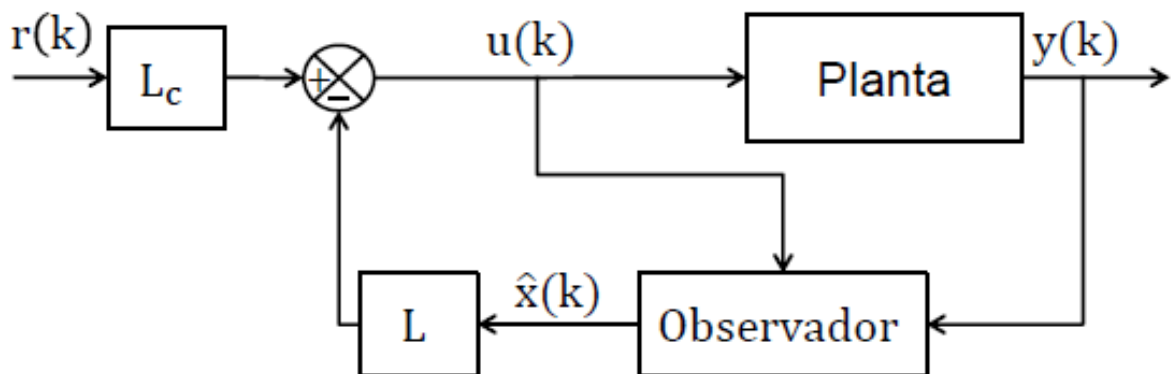 r(k)
L_c
+
−
u(k)
Planta
y(k)
L
x̂(k)
Observador